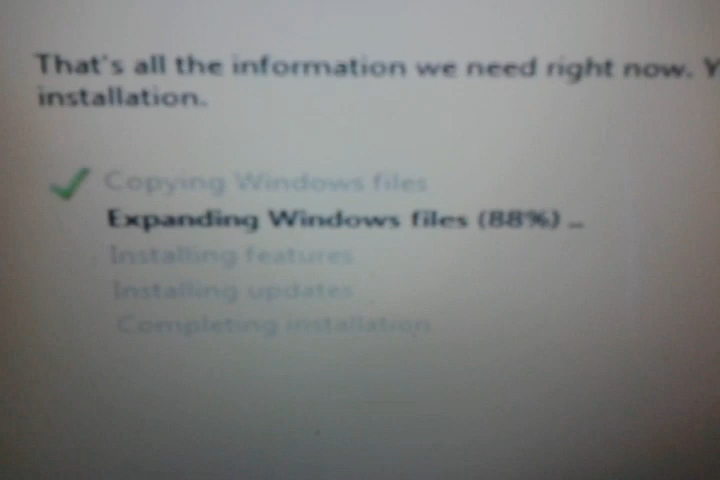 That's all the information we need right now. Y
installation.
Copying Windows files
Expanding Windows files (88%) ...
Installing features
Installing updates
Completing installation